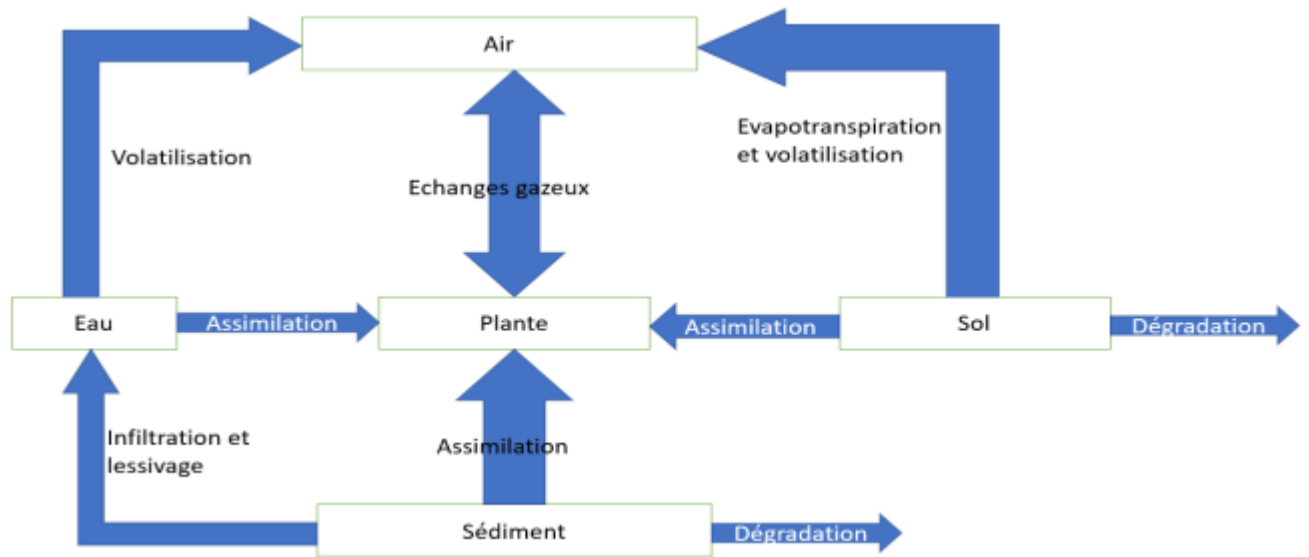 Air
Evapotranspiration
et volatilisation
Volatilisation
Echanges gazeux
Eau
Assimilation
Plante
Assimilation
Sol
Dégradation
Infiltration et
lessivage
Assimilation
Sédiment
Dégradation